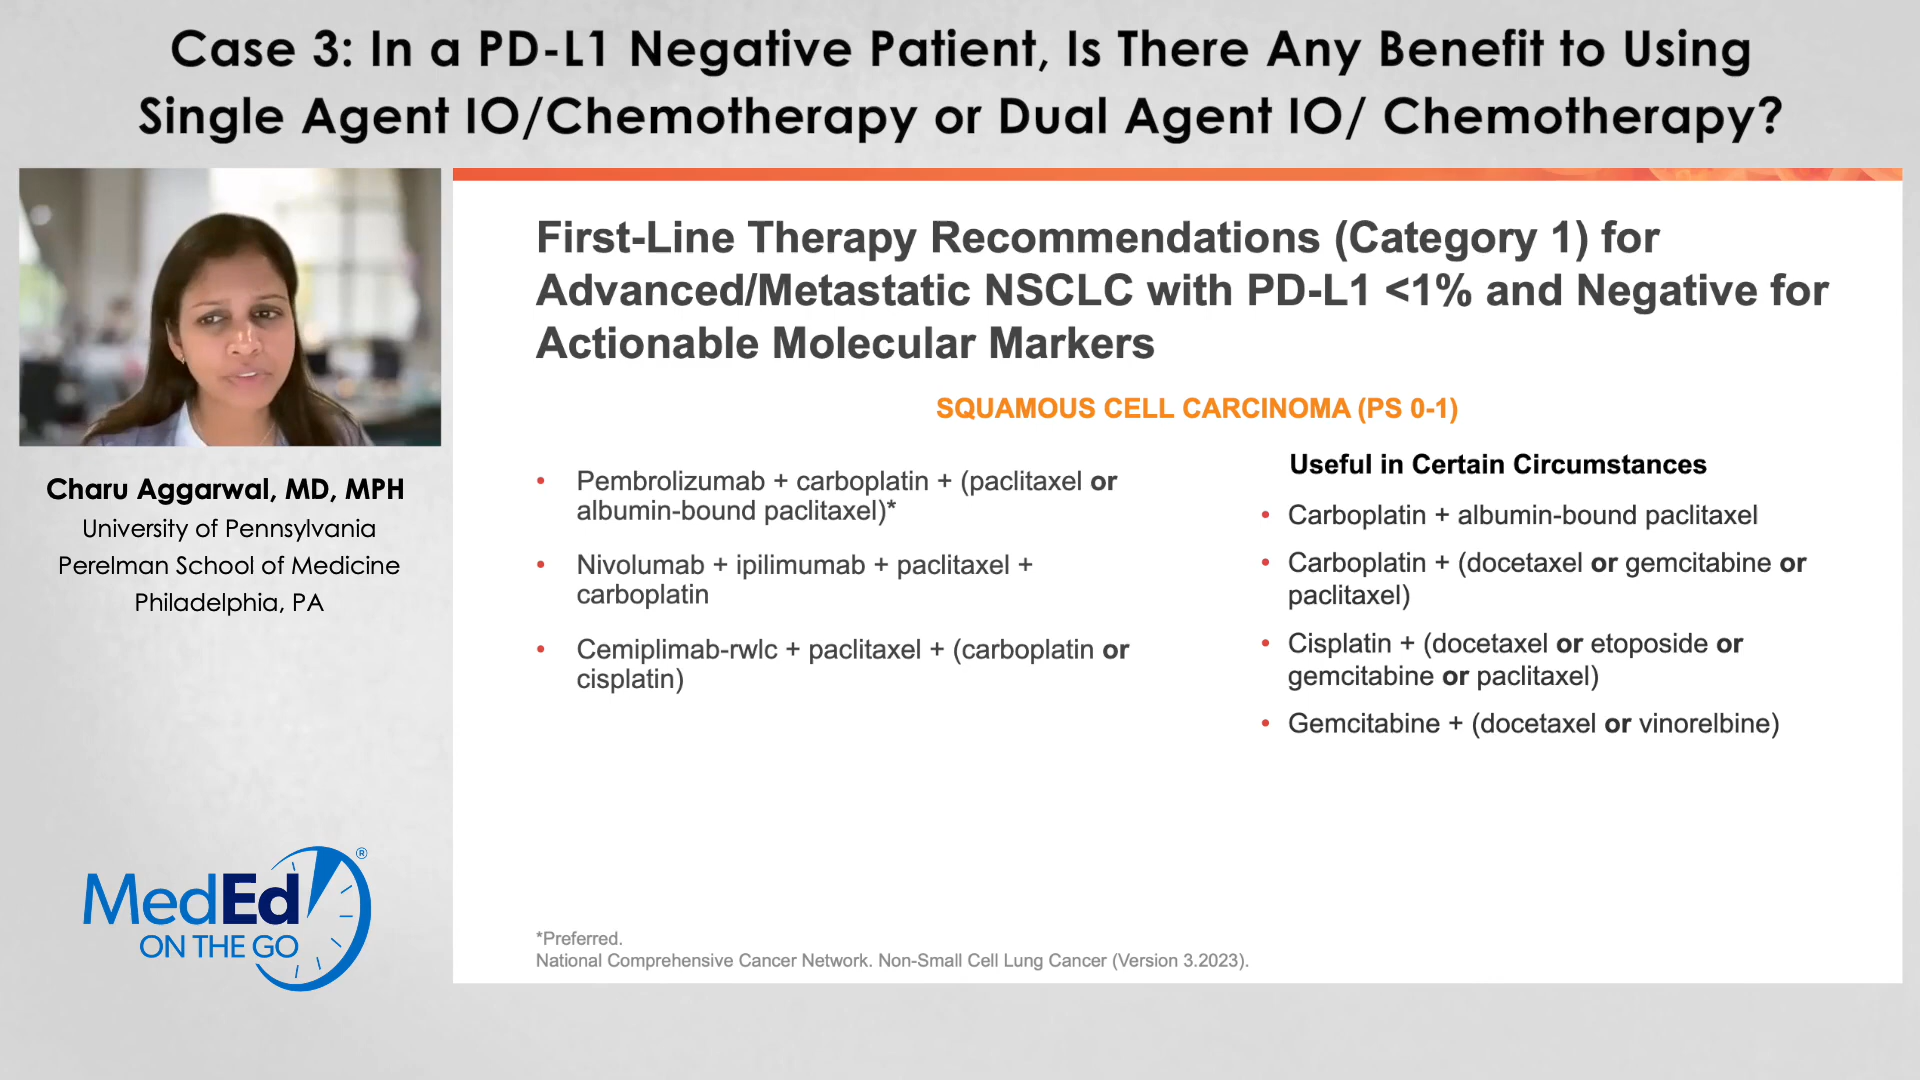 Case 3: In a PD-L1 Negative Patient, Is There Any Benefit to Using
Single Agent IO/Chemotherapy or Dual Agent IO/ Chemotherapy?
Charu Aggarwal, MD, MPH
University of Pennsylvania
Perelman School of Medicine
Philadelphia, PA
MedEd®
ON THE GO
First-Line Therapy Recommendations (Category 1) for
Advanced/Metastatic NSCLC with PD-L1 <1% and Negative for
Actionable Molecular Markers
SQUAMOUS CELL CARCINOMA (PS 0-1)
• Pembrolizumab + carboplatin + (paclitaxel or
albumin-bound paclitaxel)*
• Nivolumab + ipilimumab + paclitaxel +
carboplatin
• Cemiplimab-rwlc + paclitaxel + (carboplatin or
cisplatin)
Useful in Certain Circumstances
• Carboplatin + albumin-bound paclitaxel
• Carboplatin + (docetaxel or gemcitabine or
paclitaxel)
• Cisplatin + (docetaxel or etoposide or
gemcitabine or paclitaxel)
• Gemcitabine + (docetaxel or vinorelbine)
*Preferred.
National Comprehensive Cancer Network. Non-Small Cell Lung Cancer (Version 3.2023).